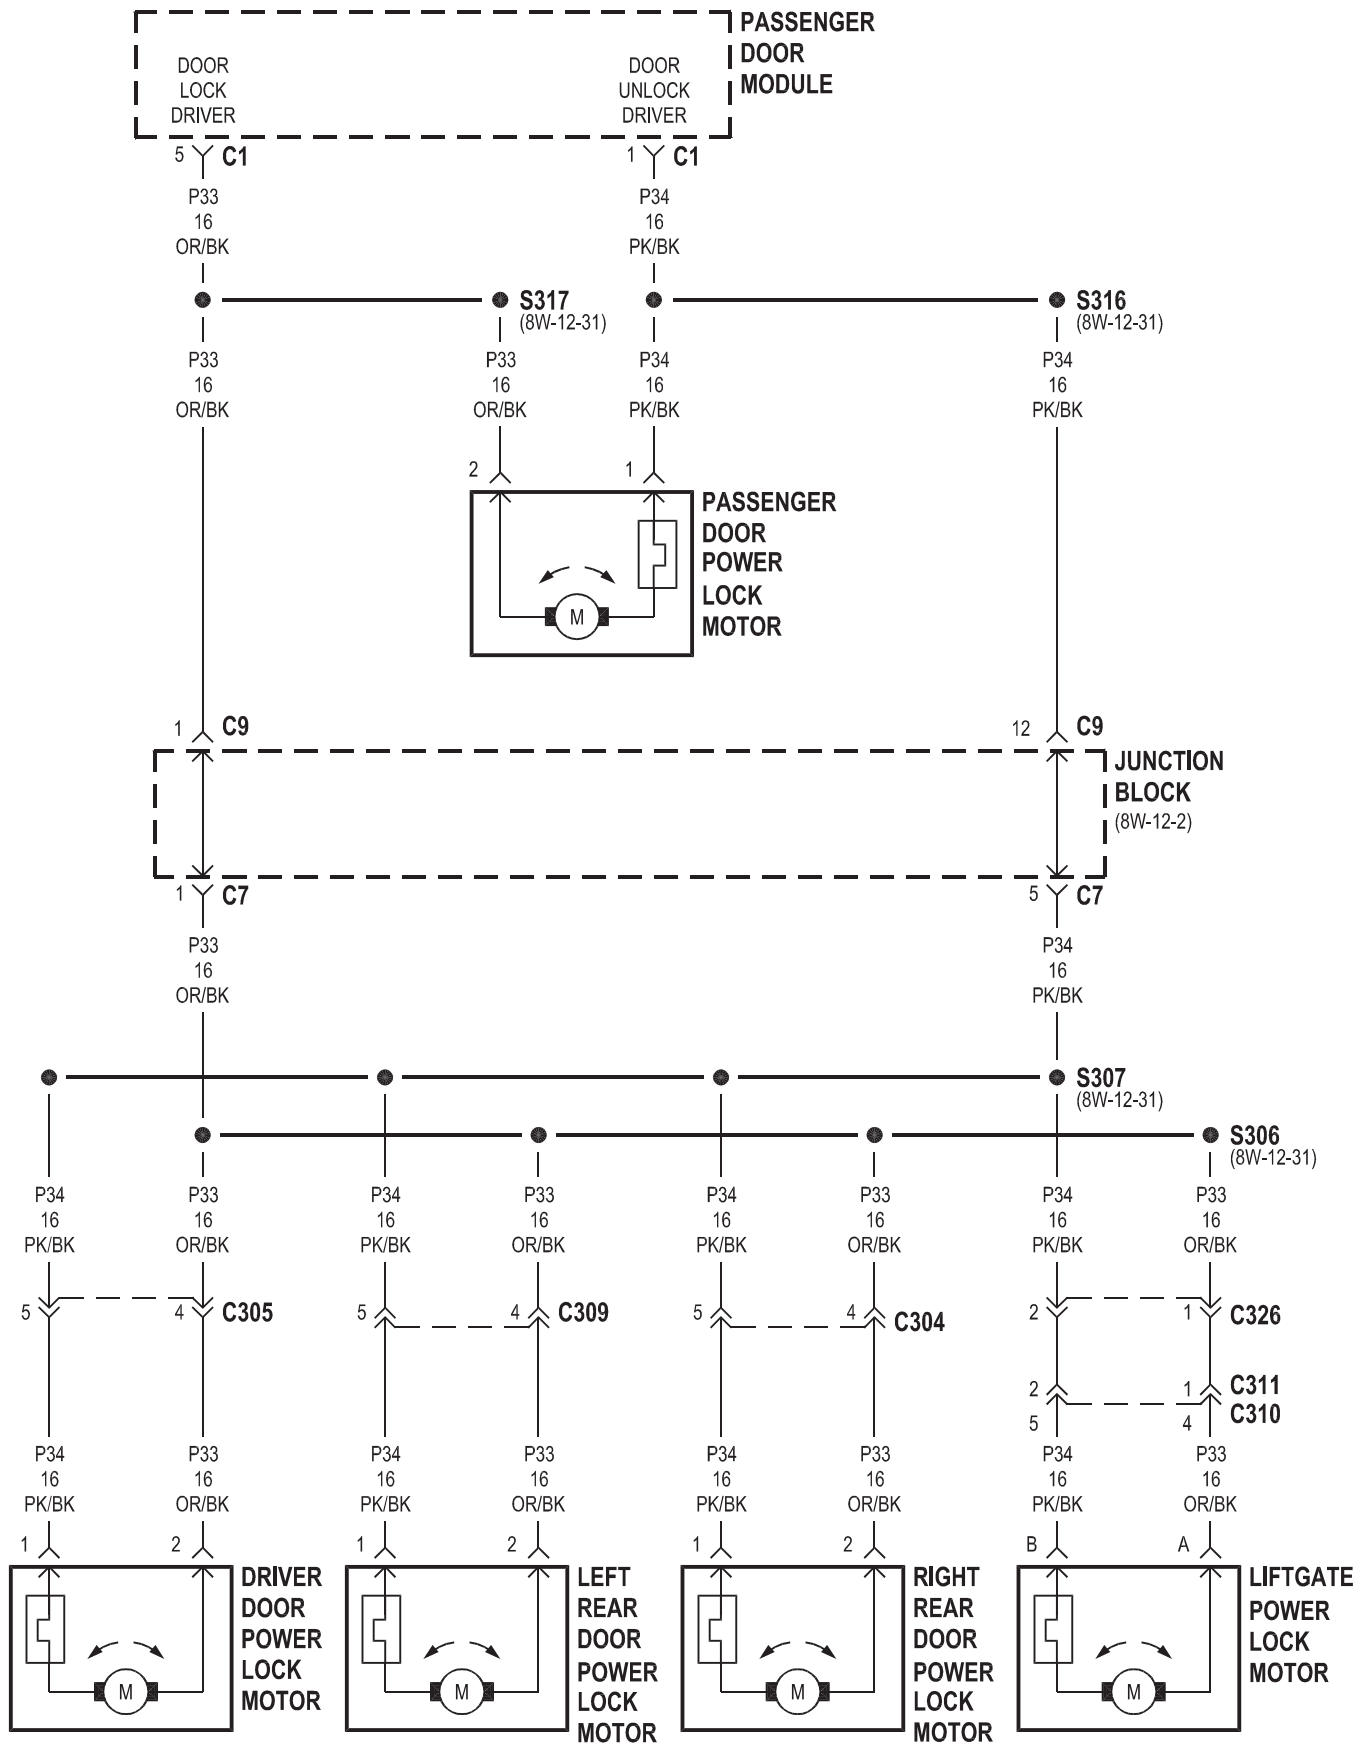 PASSENGER
DOOR
MODULE
DOOR
LOCK
DRIVER
DOOR
UNLOCK
DRIVER
5 C1
1 C1
P33
16
OR/BK
P34
16
PK/BK
S317
(8W-12-31)
S316
(8W-12-31)
P33
16
OR/BK
P33
16
OR/BK
P34
16
PK/BK
P34
16
PK/BK
2
1
PASSENGER
DOOR
POWER
LOCK
MOTOR
M
1 C9
12 C9
JUNCTION
BLOCK
(8W-12-2)
1 C7
5 C7
P33
16
OR/BK
P34
16
PK/BK
S307
(8W-12-31)
S306
(8W-12-31)
P34
16
PK/BK
P33
16
OR/BK
P34
16
PK/BK
P33
16
OR/BK
P34
16
PK/BK
P33
16
OR/BK
P34
16
PK/BK
P33
16
OR/BK
5 4 C305
5 4 C309
5 4 C304
2 1 C326
2 1 C311
5 4 C310
P34
16
PK/BK
P33
16
OR/BK
P34
16
PK/BK
P33
16
OR/BK
P34
16
PK/BK
P33
16
OR/BK
P34
16
PK/BK
P33
16
OR/BK
1 2
1 2
1 2
B A
DRIVER
DOOR
POWER
LOCK
MOTOR
M
LEFT
REAR
DOOR
POWER
LOCK
MOTOR
M
RIGHT
REAR
DOOR
POWER
LOCK
MOTOR
M
LIFTGATE
POWER
LOCK
MOTOR
M